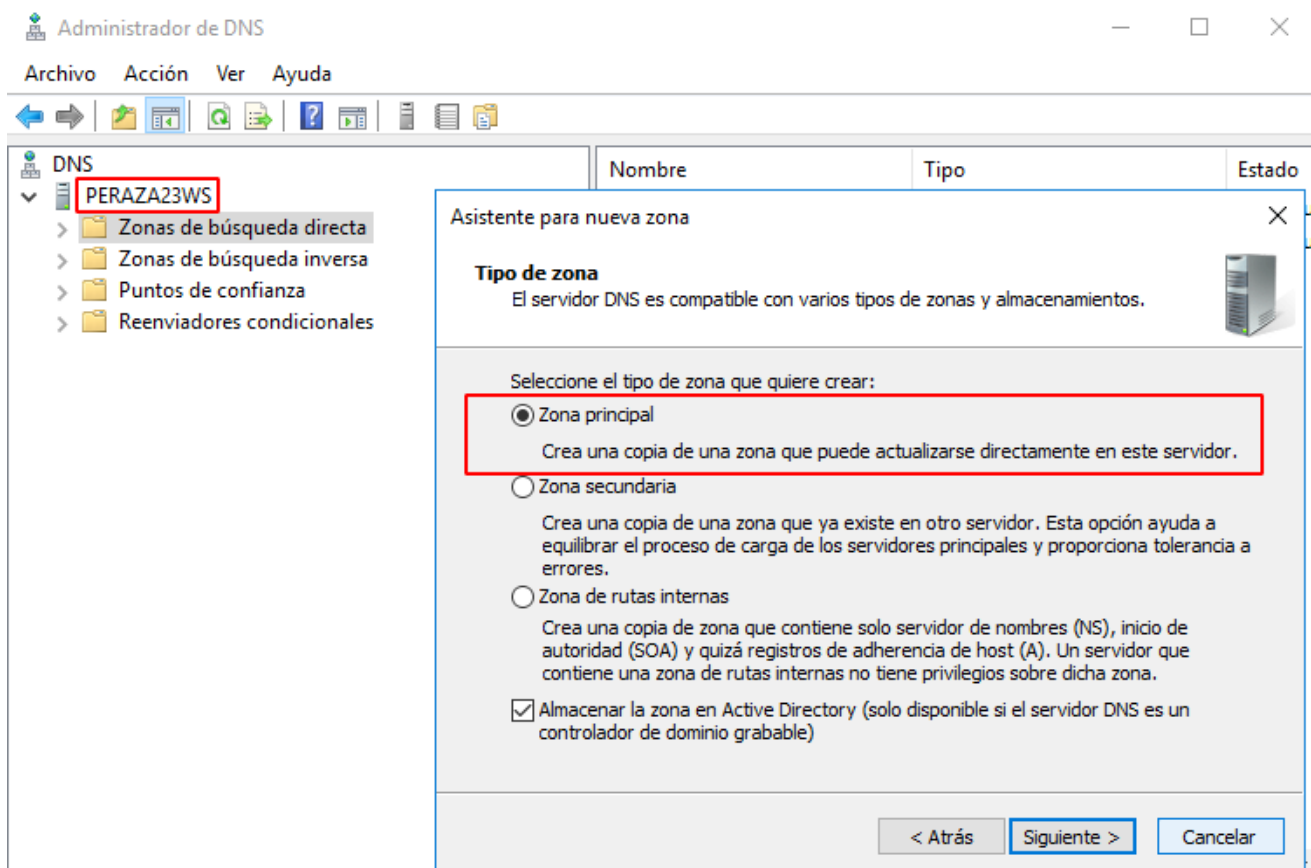 Administrador de DNS
Archivo Acción Ver Ayuda
DNS
PERAZA23WS
Zonas de búsqueda directa
Zonas de búsqueda inversa
Puntos de confianza
Reenviadores condicionales
Nombre Tipo Estado
Asistente para nueva zona
Tipo de zona
El servidor DNS es compatible con varios tipos de zonas y almacenamientos.
Seleccione el tipo de zona que quiere crear:
Zona principal
Crea una copia de una zona que puede actualizarse directamente en este servidor.
Zona secundaria
Crea una copia de una zona que ya existe en otro servidor. Esta opción ayuda a
equilibrar el proceso de carga de los servidores principales y proporciona tolerancia a
errores.
Zona de rutas internas
Crea una copia de zona que contiene solo servidor de nombres (NS), inicio de
autoridad (SOA) y quizá registros de adherencia de host (A). Un servidor que
contiene una zona de rutas internas no tiene privilegios sobre dicha zona.
Almacenar la zona en Active Directory (solo disponible si el servidor DNS es un
controlador de dominio grabable)
< Atrás Siguiente > Cancelar